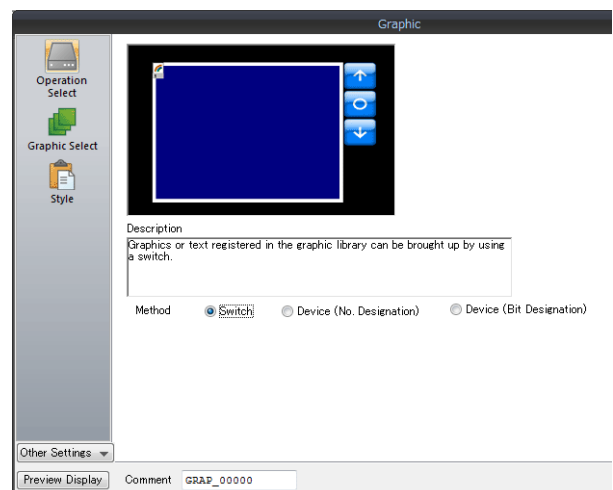 Graphic
Operation
Select
Graphic Select
Style
Description
Graphics or text registered in the graphic library can be brought up by using
a switch.
Method Switch Device (No. Designation) Device (Bit Designation)
Other Settings
Preview Display Comment GRAP_00000